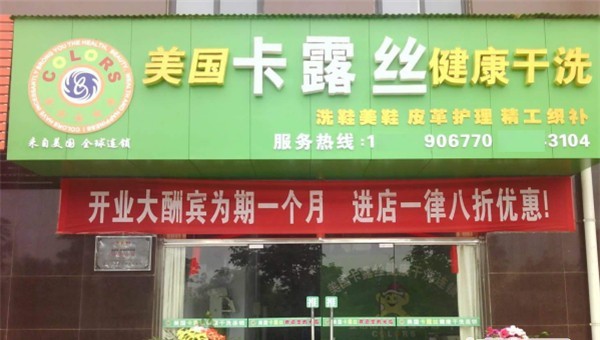 COLORS
来自美国 全球连锁
美国卡露丝健康干洗
洗鞋美鞋 皮革护理 精工织补
服务热线:1 906770 3104
开业大酬宾为期一个月 进店一律八折优惠!